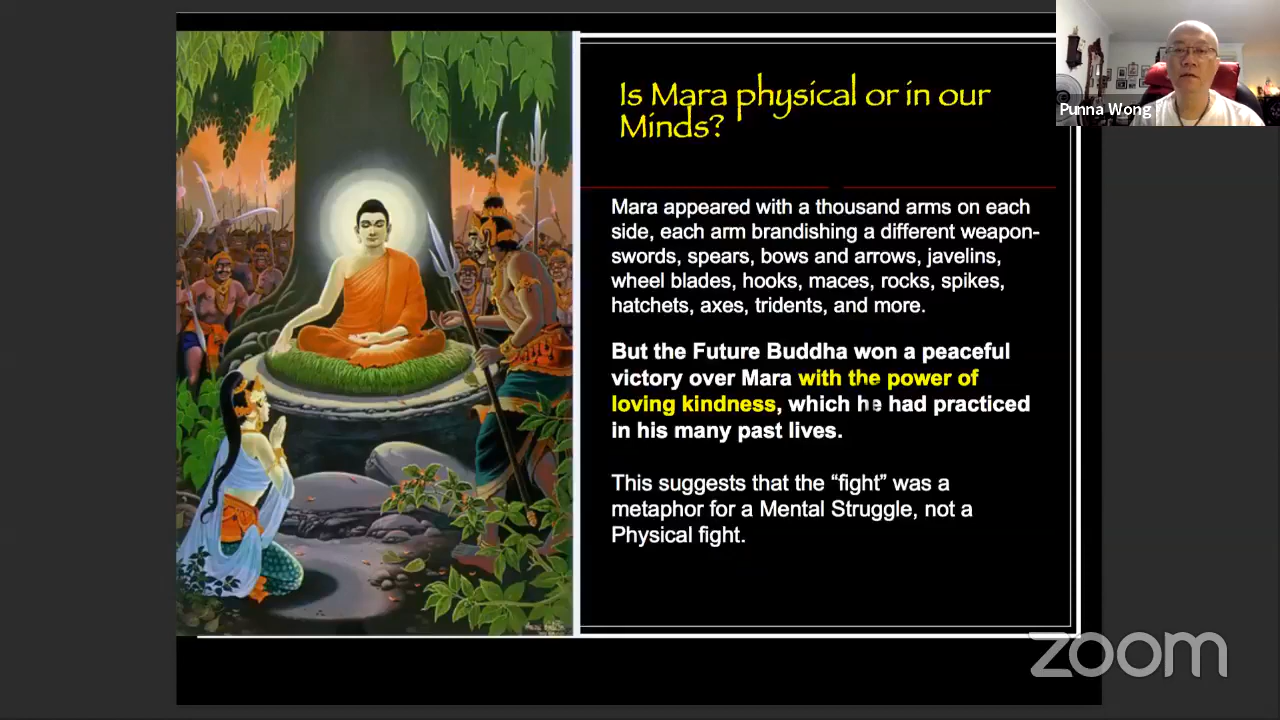 Is Mara physical or in our
Minds?
Punna Wong
Mara appeared with a thousand arms on each
side, each arm brandishing a different weapon-
swords, spears, bows and arrows, javelins,
wheel blades, hooks, maces, rocks, spikes,
hatchets, axes, tridents, and more.
But the Future Buddha won a peaceful
victory over Mara with the power of
loving kindness, which he had practiced
in his many past lives.
This suggests that the “fight” was a
metaphor for a Mental Struggle, not a
Physical fight.
zoom